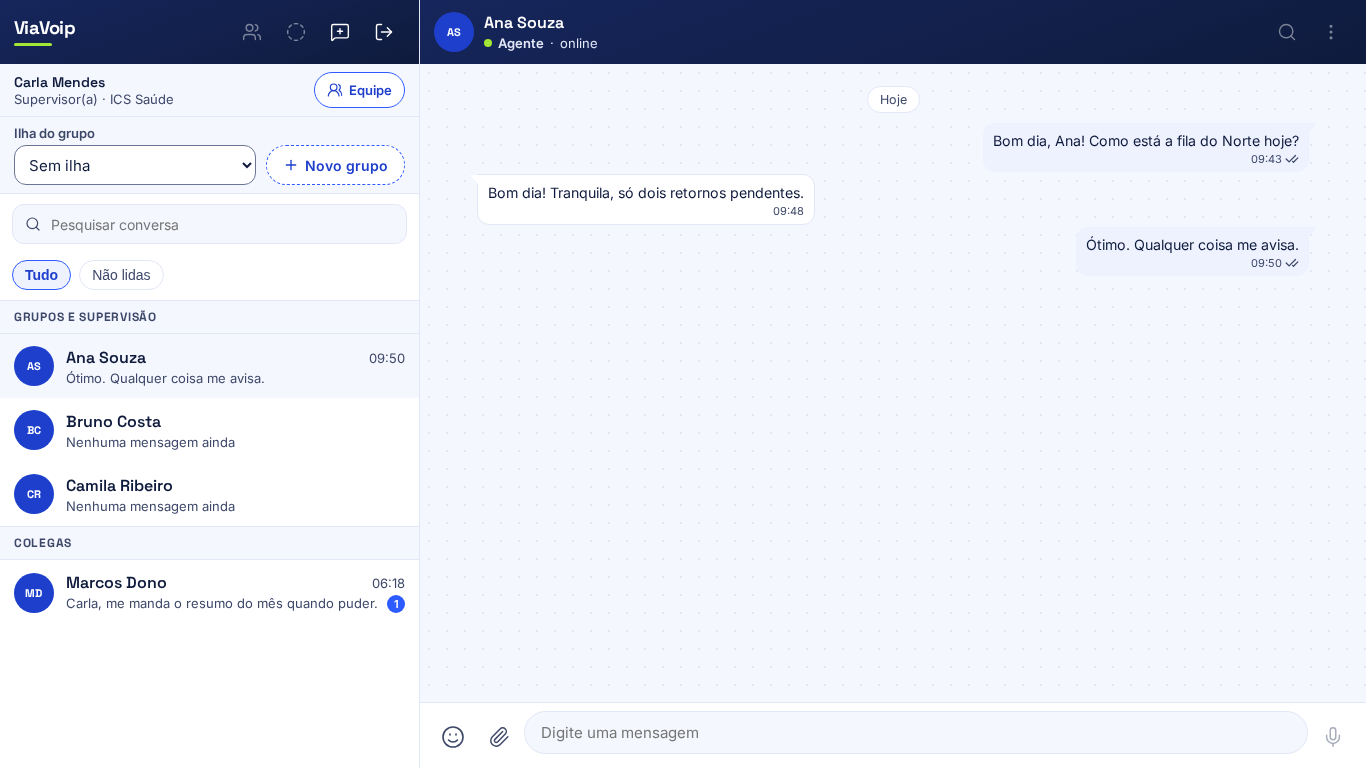 ViaVoip
Carla Mendes
Supervisor(a) · ICS Saúde
Equipe
Ilha do grupo
Sem ilha
Novo grupo
Pesquisar conversa
Tudo
Não lidas
GRUPOS E SUPERVISÃO
AS
Ana Souza
09:50
Ótimo. Qualquer coisa me avisa.
BC
Bruno Costa
Nenhuma mensagem ainda
CR
Camila Ribeiro
Nenhuma mensagem ainda
COLEGAS
MD
Marcos Dono
06:18
Carla, me manda o resumo do mês quando puder.
1
AS
Ana Souza
Agente · online
Hoje
Bom dia, Ana! Como está a fila do Norte hoje?
09:43
Bom dia! Tranquila, só dois retornos pendentes.
09:48
Ótimo. Qualquer coisa me avisa.
09:50
Digite uma mensagem